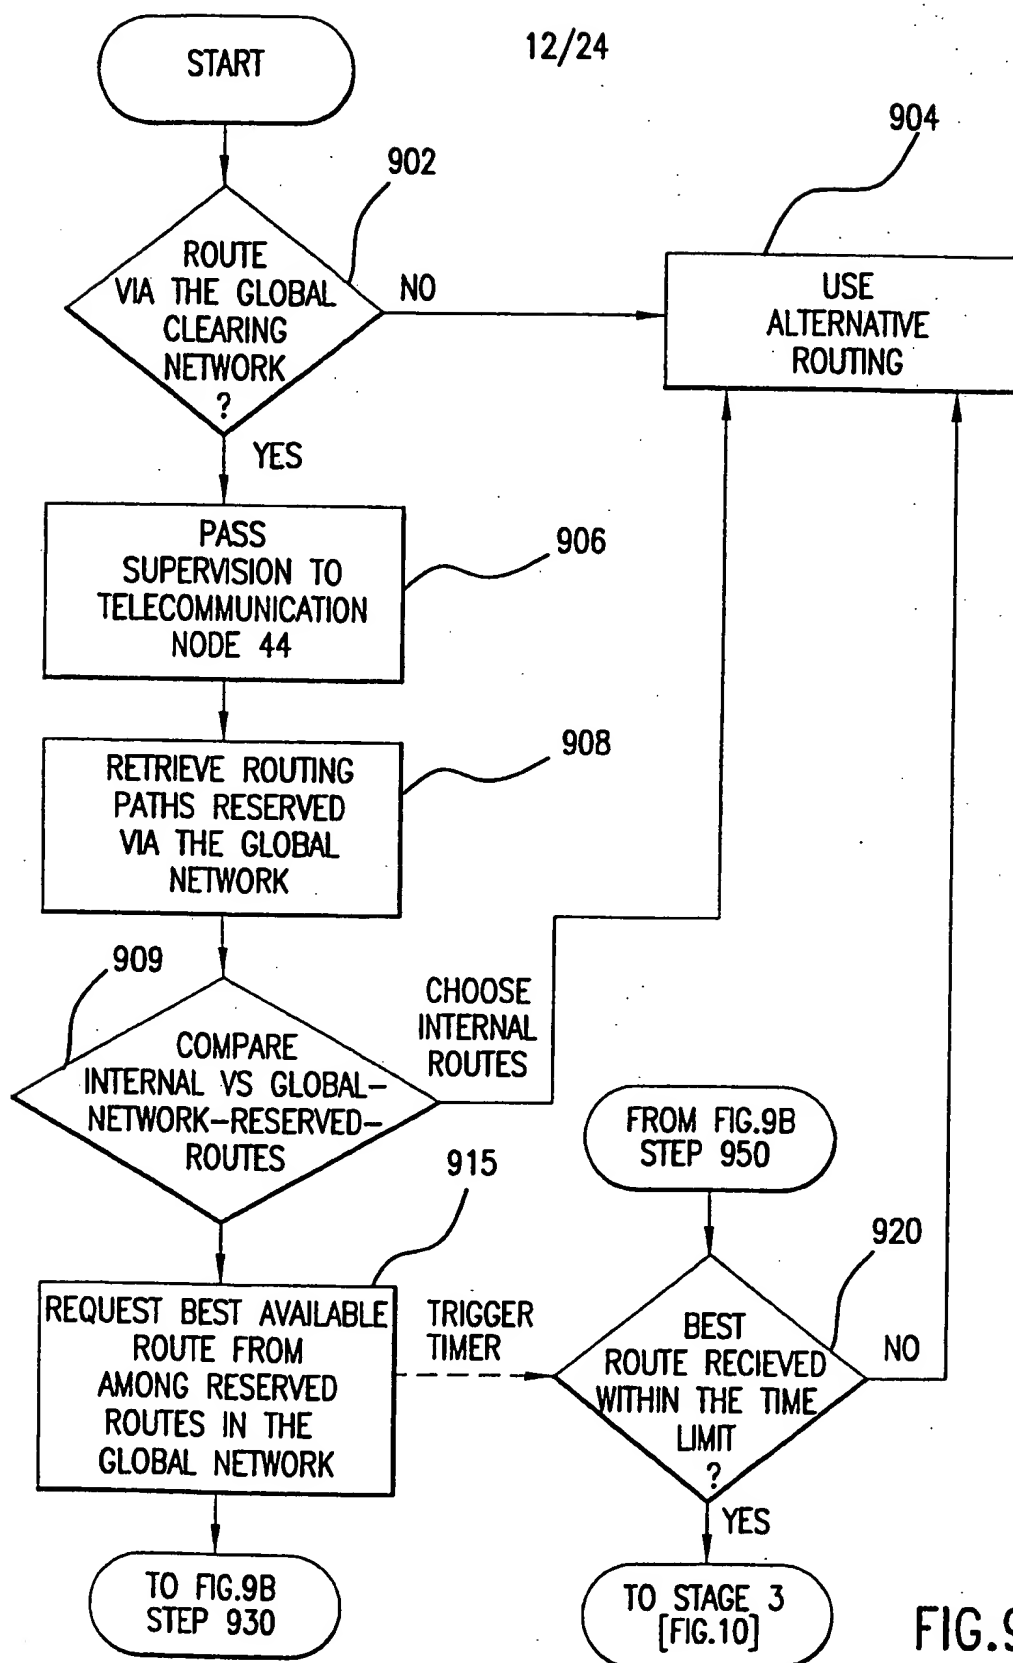 12/24
START
902
904
ROUTE
VIA THE GLOBAL
CLEARING
NETWORK
?
NO
USE
ALTERNATIVE
ROUTING
YES
PASS
SUPERVISION TO
TELECOMMUNICATION
NODE 44
906
RETRIEVE ROUTING
PATHS RESERVED
VIA THE GLOBAL
NETWORK
908
909
COMPARE
INTERNAL VS GLOBAL-
NETWORK-RESERVED-
ROUTES
CHOOSE
INTERNAL
ROUTES
FROM FIG.9B
STEP 950
915
REQUEST BEST AVAILABLE
ROUTE FROM
AMONG RESERVED
ROUTES IN THE
GLOBAL NETWORK
TRIGGER
TIMER
920
BEST
ROUTE RECIEVED
WITHIN THE TIME
LIMIT
?
NO
YES
TO FIG.9B
STEP 930
TO STAGE 3
[FIG.10]
FIG.9